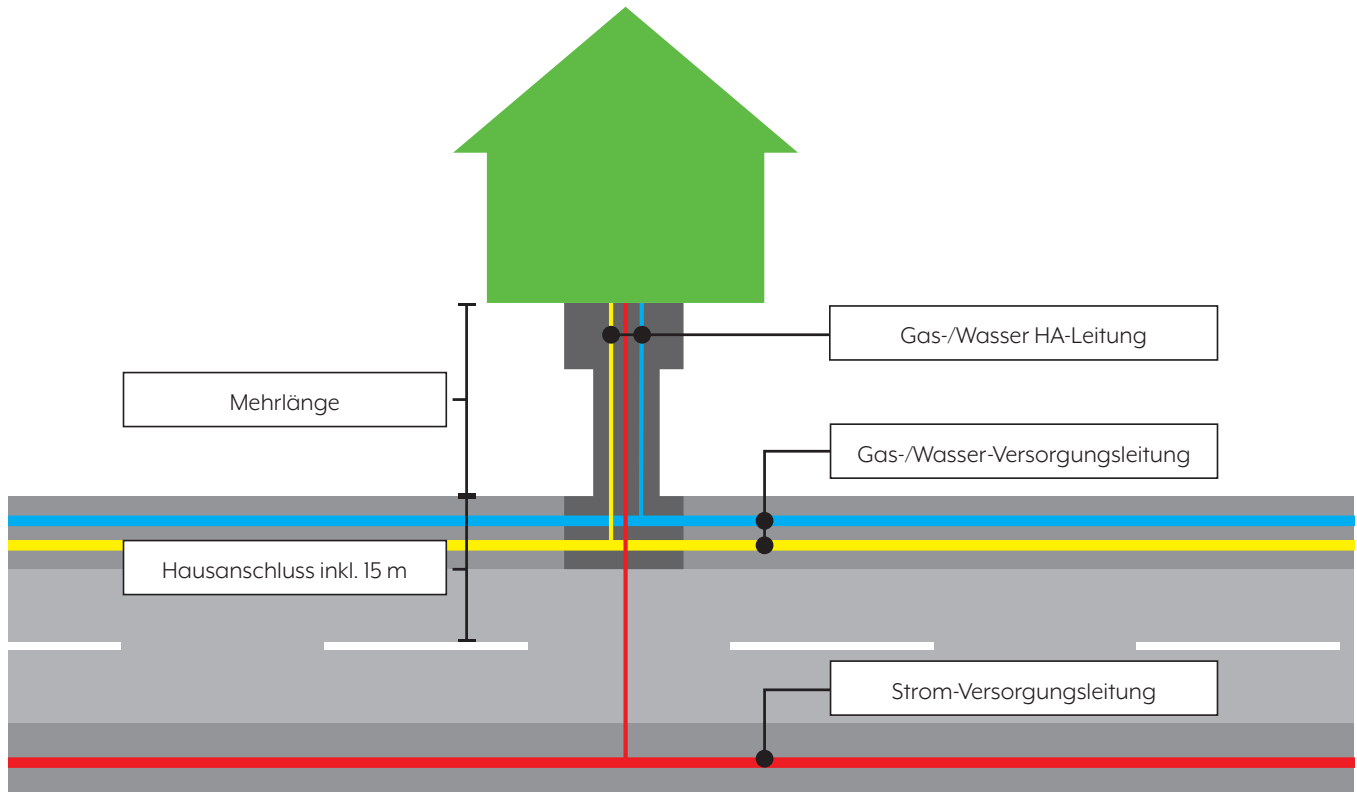 Gas-/Wasser HA-Leitung
Mehrlänge
Gas-/Wasser-Versorgungsleitung
Hausanschluss inkl. 15 m
Strom-Versorgungsleitung